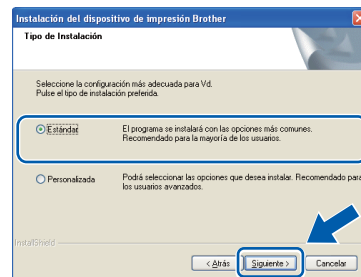 Instalación del dispositivo de impresión Brother
Tipo de Instalación
Seleccione la configuración más adecuada para Vd.
Pulse el tipo de instalación preferida.
Estándar
El programa se instalará con las opciones más comunes.
Recomendado para la mayoría de los usuarios.
Personalizada
Podrá seleccionar las opciones que desea instalar. Recomendado para
los usuarios avanzados.
InstallShield
< Atrás
Siguiente >
Cancelar